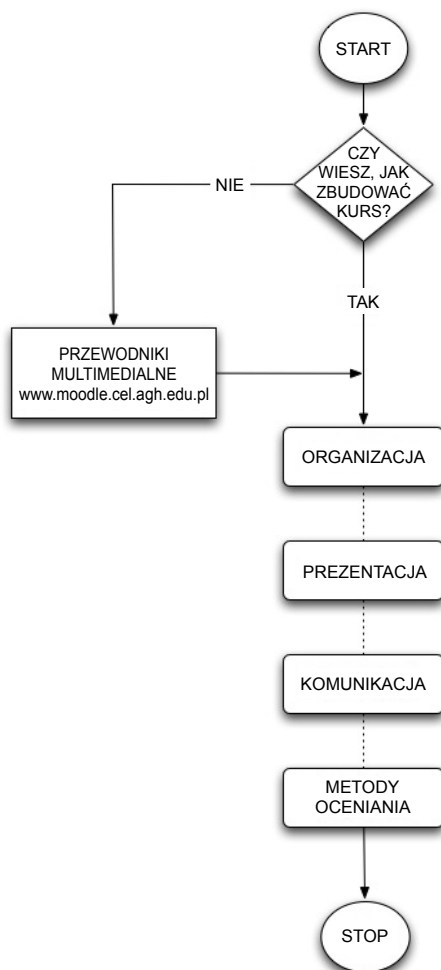 START
CZY
WIESZ, JAK
ZBUDOWAĆ
KURS?
NIE
TAK
PRZEWODNIKI
MULTIMEDIALNE
www.moodle.cel.agh.edu.pl
ORGANIZACJA
PREZENTACJA
KOMUNIKACJA
METODY
OCENIANIA
STOP